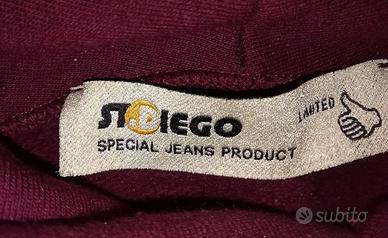 ST.DIEGO
SPECIAL JEANS PRODUCT
LIMITED
subito